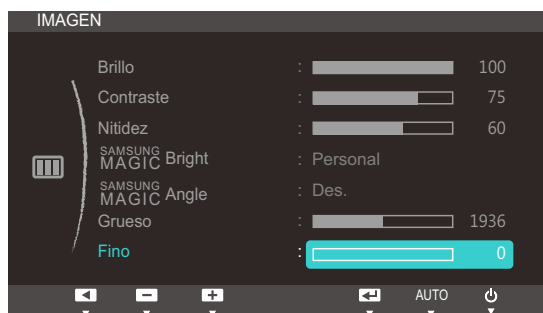 IMAGEN
Brillo : 100
Contraste : 75
Nitidez : 60
SAMSUNG MAGIC Bright : Personal
SAMSUNG MAGIC Angle : Des.
Grueso : 1936
Fino : 0
AUTO